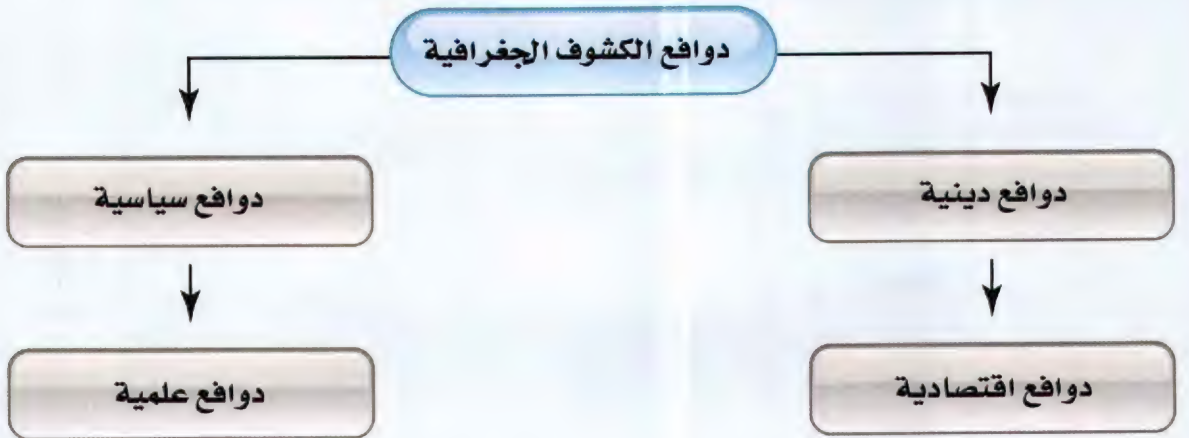 دوافع الكشوف الجغرافية
دوافع دينية
دوافع سياسية
دوافع اقتصادية
دوافع علمية